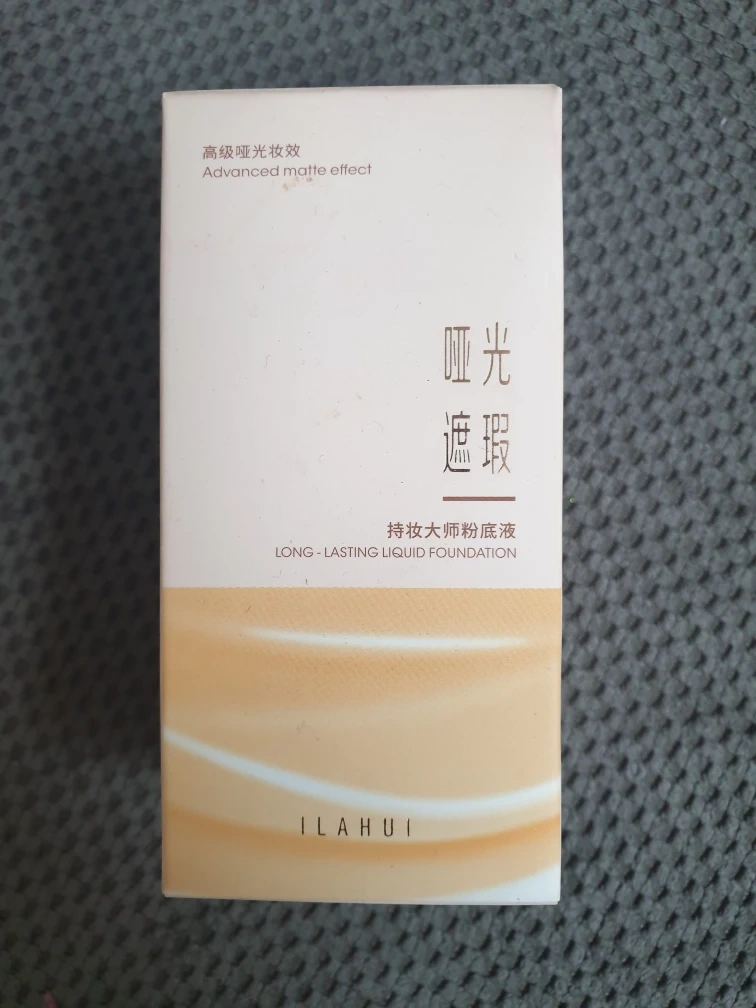 高级哑光妆效
Advanced matte effect
哑光
遮瑕
持妆大师粉底液
LONG - LASTING LIQUID FOUNDATION
ILAHUI